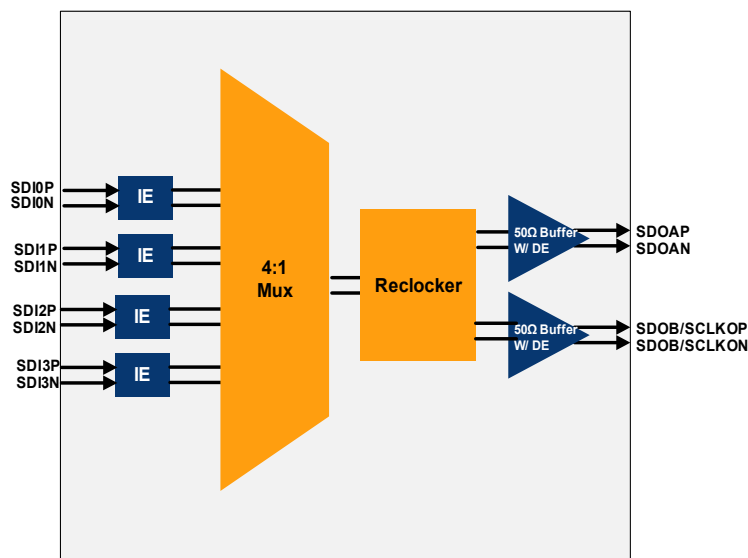 SDI0P
SDI0N
IE
SDI1P
SDI1N
IE
SDI2P
SDI2N
IE
SDI3P
SDI3N
IE
4:1
Mux
Reclocker
50Ω Buffer
W/ DE
SDOAP
SDOAN
50Ω Buffer
W/ DE
SDOB/SCLKOP
SDOB/SCLKON